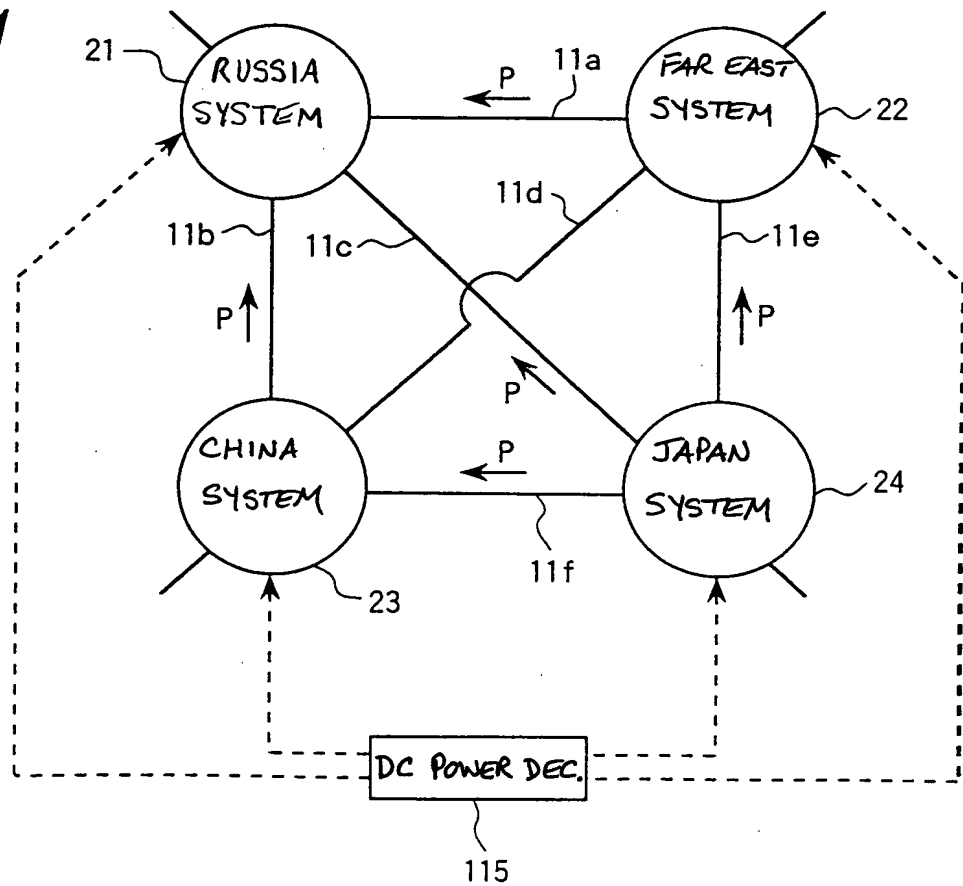 21
RUSSIA
SYSTEM
P
11a
FAR EAST
SYSTEM
22
11b
11c
11d
11e
P
P
P
CHINA
SYSTEM
P
JAPAN
SYSTEM
24
23
11f
DC POWER DEC.
115